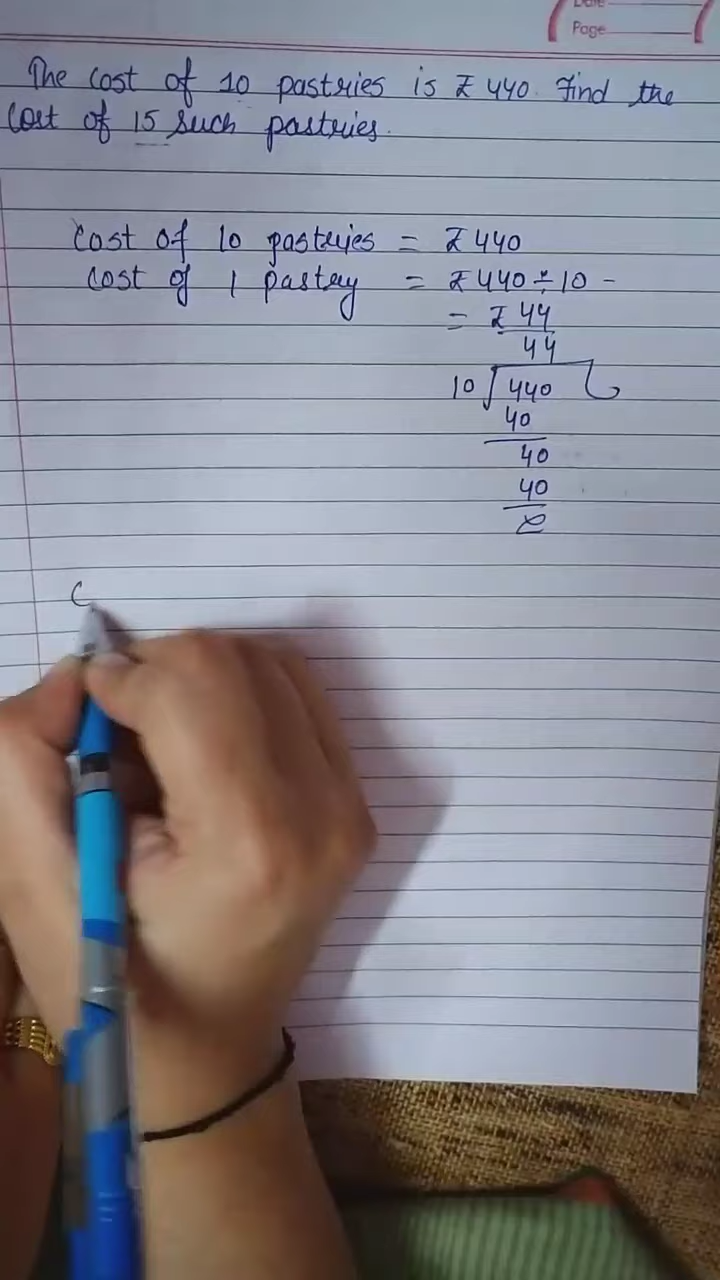 Date
Page
The cost of 10 pastries is ₹ 440. Find the
cost of 15 such pastries.
Cost of 10 pastries = ₹ 440
Cost of 1 pastry = ₹ 440 ÷ 10 -
= ₹ 44
44
10 440
40
40
40
0
C